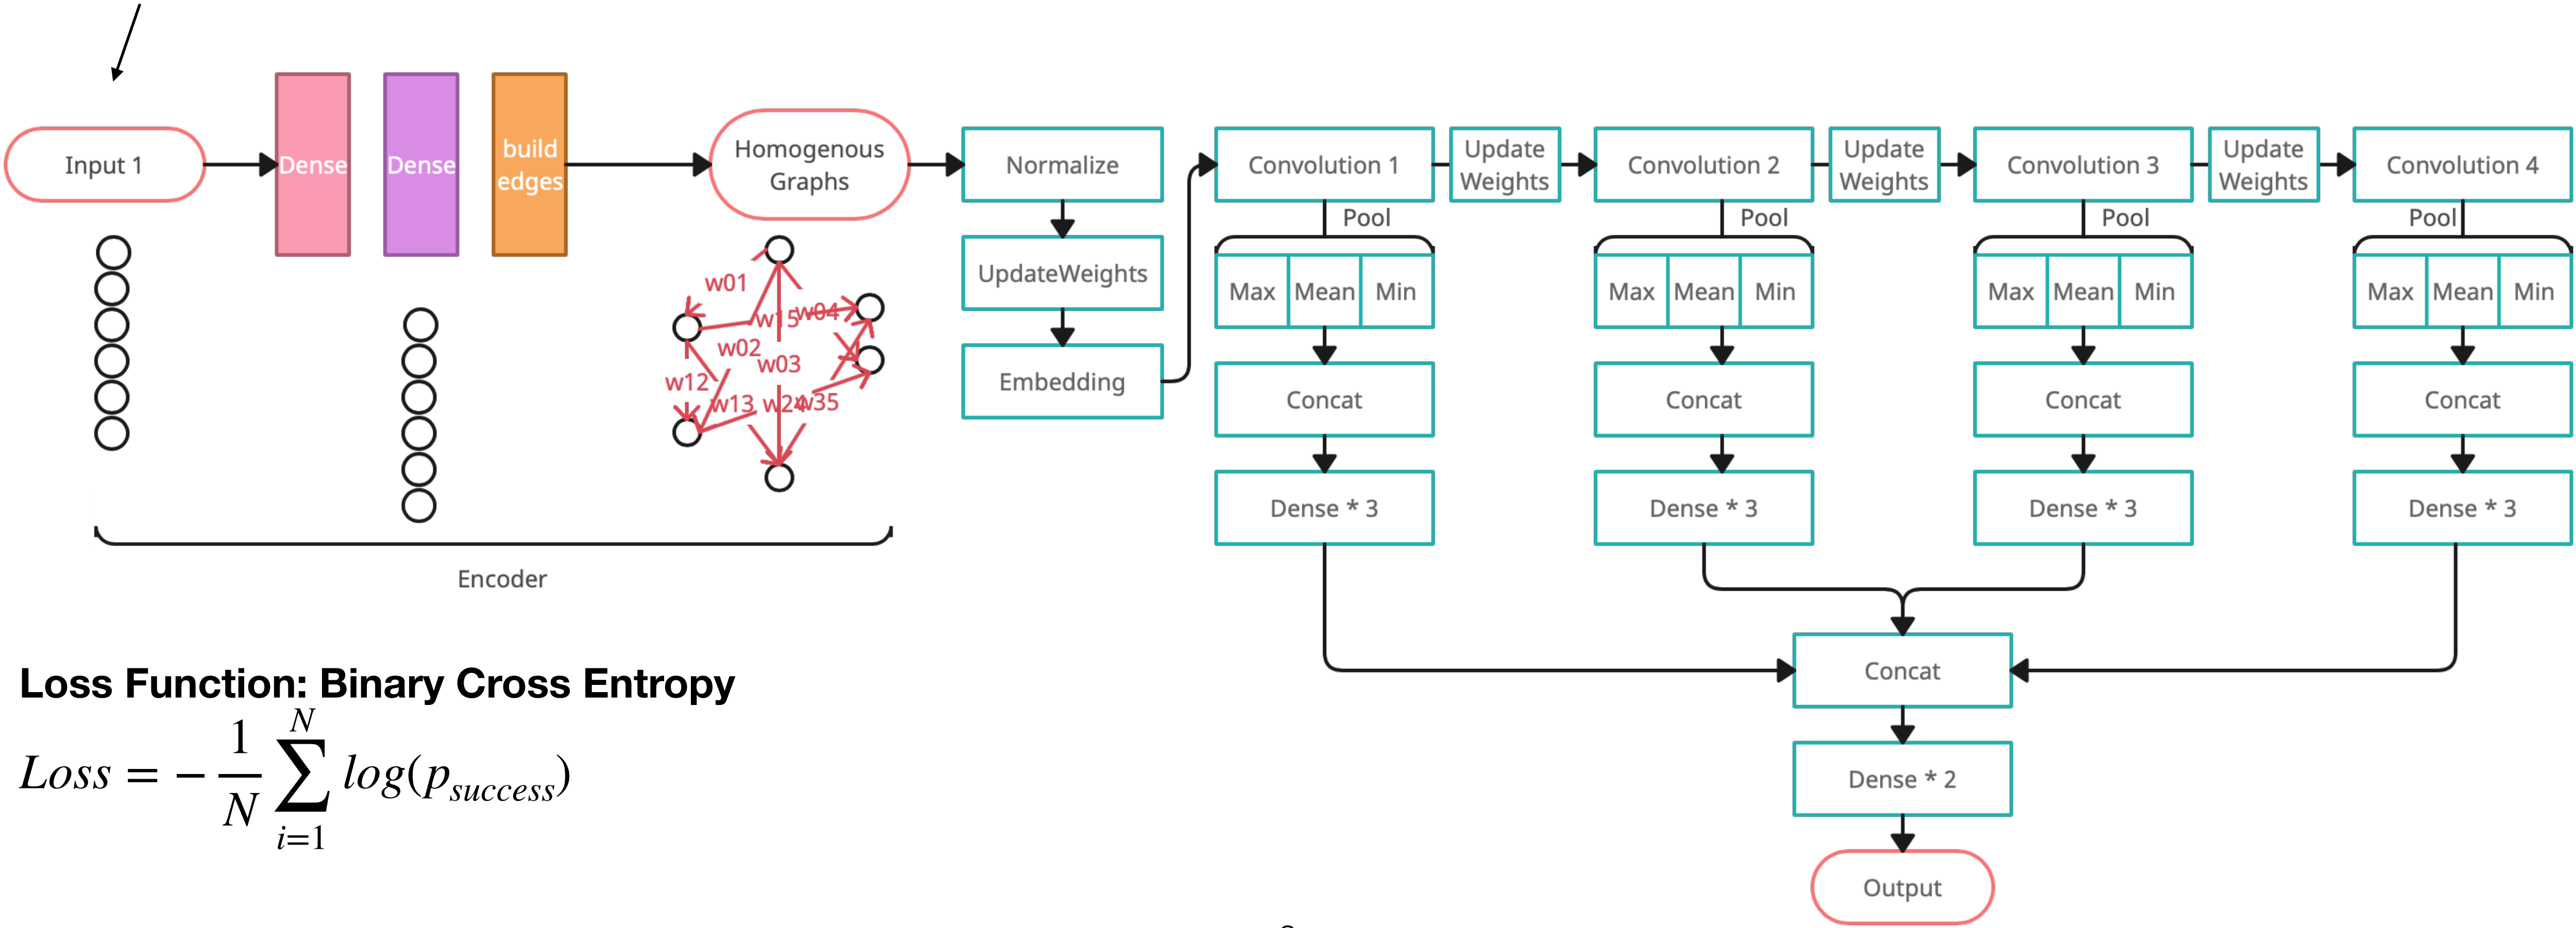 Input 1
Dense
Dense
build
edges
Homogenous
Graphs
Normalize
UpdateWeights
Embedding
Convolution 1
Update
Weights
Convolution 2
Update
Weights
Convolution 3
Update
Weights
Convolution 4
Pool
Pool
Pool
Pool
Max Mean Min
Max Mean Min
Max Mean Min
Max Mean Min
Concat
Concat
Concat
Concat
Dense * 3
Dense * 3
Dense * 3
Dense * 3
w01
w15 w04
w02
w03
w12
w13 w24 w35
Encoder
Concat
Dense * 2
Output
Loss Function: Binary Cross Entropy
Loss = − 1/N ∑ i=1 N log(p success)